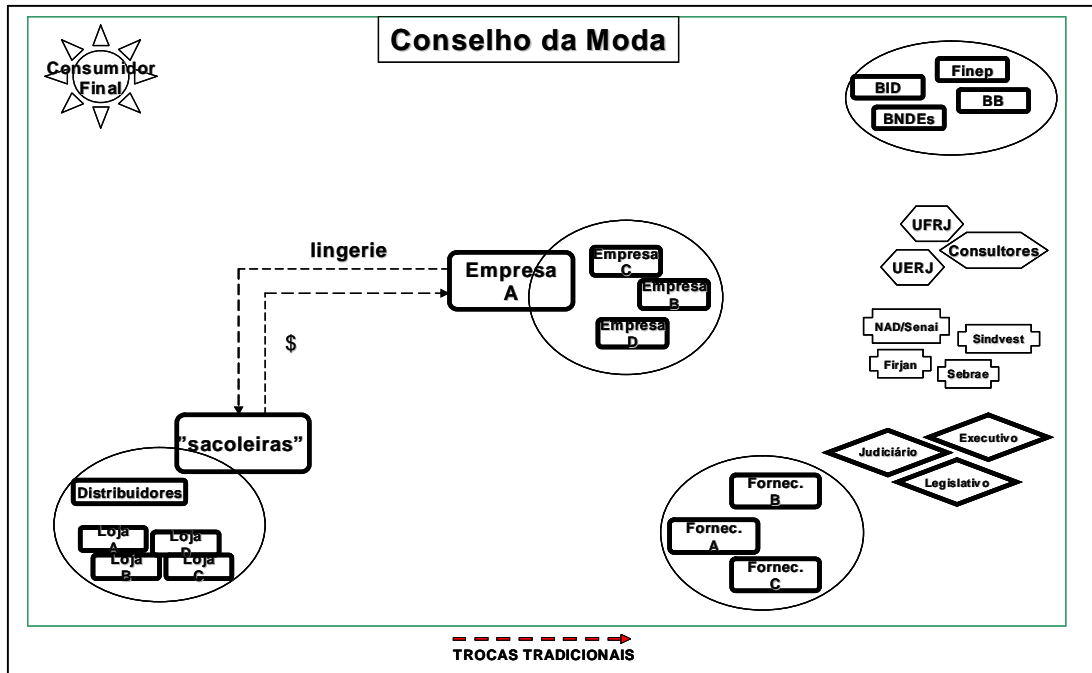 Conselho da Moda
Consumidor
Final
Finep
BID
BB
BNDEs
UFRJ
Consultores
UERJ
lingerie
Empresa
A
Empresa
C
Empresa
B
Empresa
D
$
NAD/Senai
Sindvest
Firjan
Sebrae
"sacoleiras"
Executivo
Judiciário
Legislativo
Distribuidores
Loja
A
Loja
D
Loja
B
Loja
C
Fornec.
B
Fornec.
A
Fornec.
C
TROCAS TRADICIONAIS